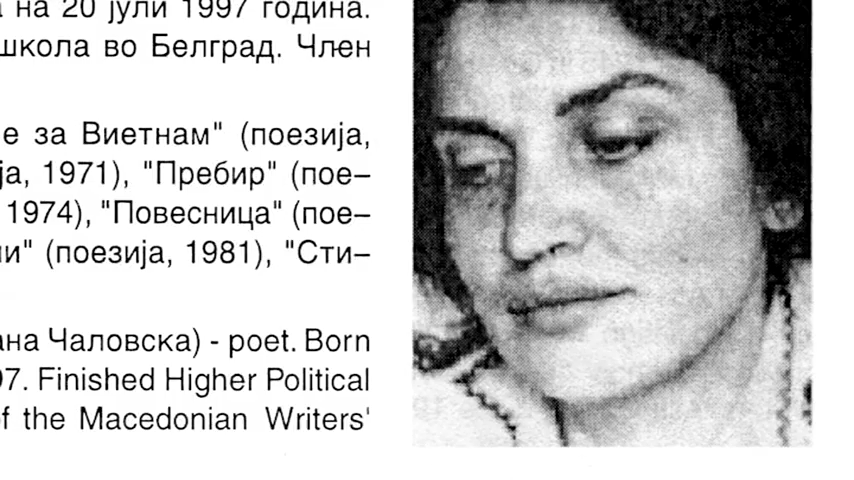 на 20 јули 1997 година.
школа во Белград. Член
е за Виетнам" (поезија,
ја, 1971), "Пребир" (пое–
1974), "Повесница" (пое–
и" (поезија, 1981), "Сти–
ана Чаловска) - poet. Born
97. Finished Higher Political
of the Macedonian Writers'